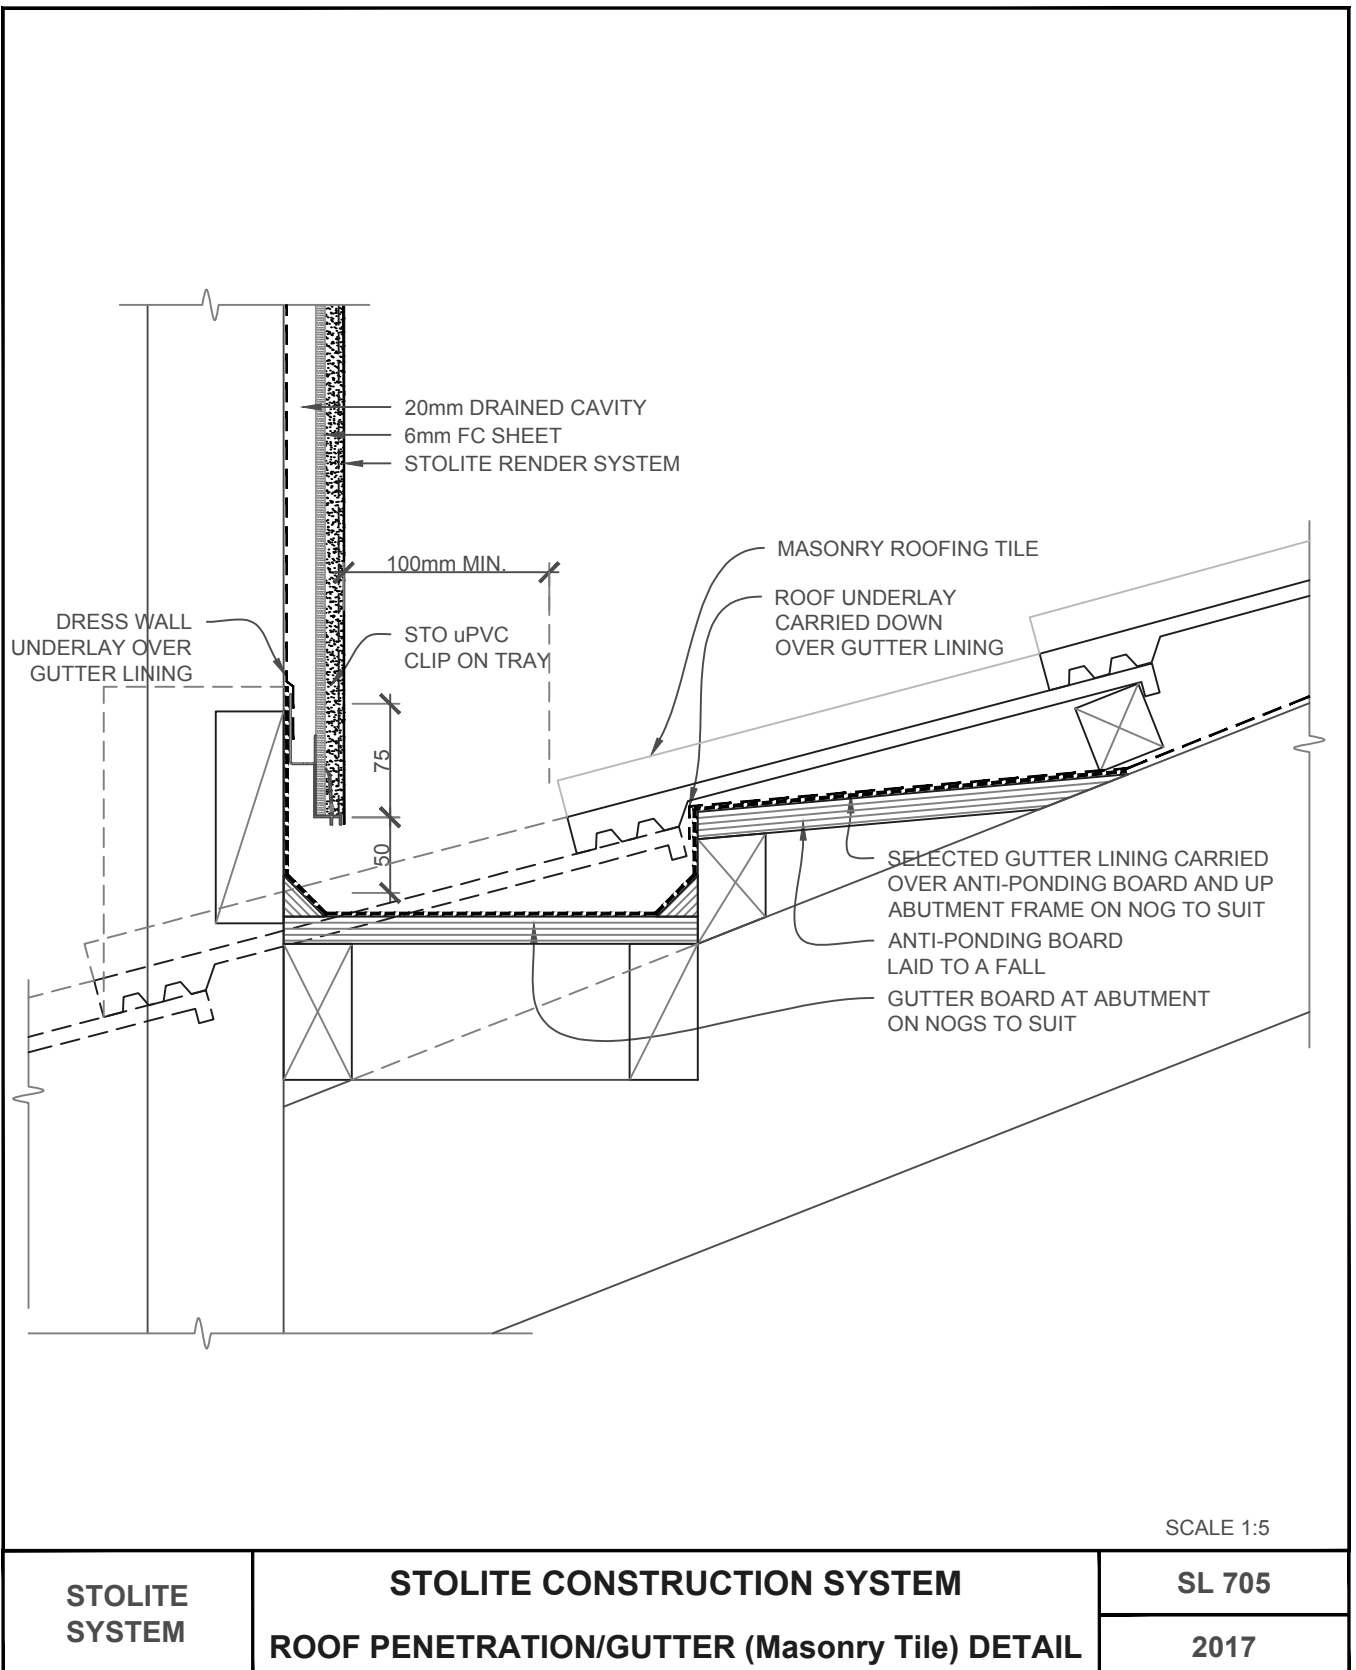 20mm DRAINED CAVITY
6mm FC SHEET
STOLITE RENDER SYSTEM
100mm MIN.
MASONRY ROOFING TILE
ROOF UNDERLAY
CARRIED DOWN
OVER GUTTER LINING
DRESS WALL
UNDERLAY OVER
GUTTER LINING
STO uPVC
CLIP ON TRAY
75
50
SELECTED GUTTER LINING CARRIED
OVER ANTI-PONDING BOARD AND UP
ABUTMENT FRAME ON NOG TO SUIT
ANTI-PONDING BOARD
LAID TO A FALL
GUTTER BOARD AT ABUTMENT
ON NOGS TO SUIT
SCALE 1:5
STOLITE
SYSTEM
STOLITE CONSTRUCTION SYSTEM
ROOF PENETRATION/GUTTER (Masonry Tile) DETAIL
SL 705
2017